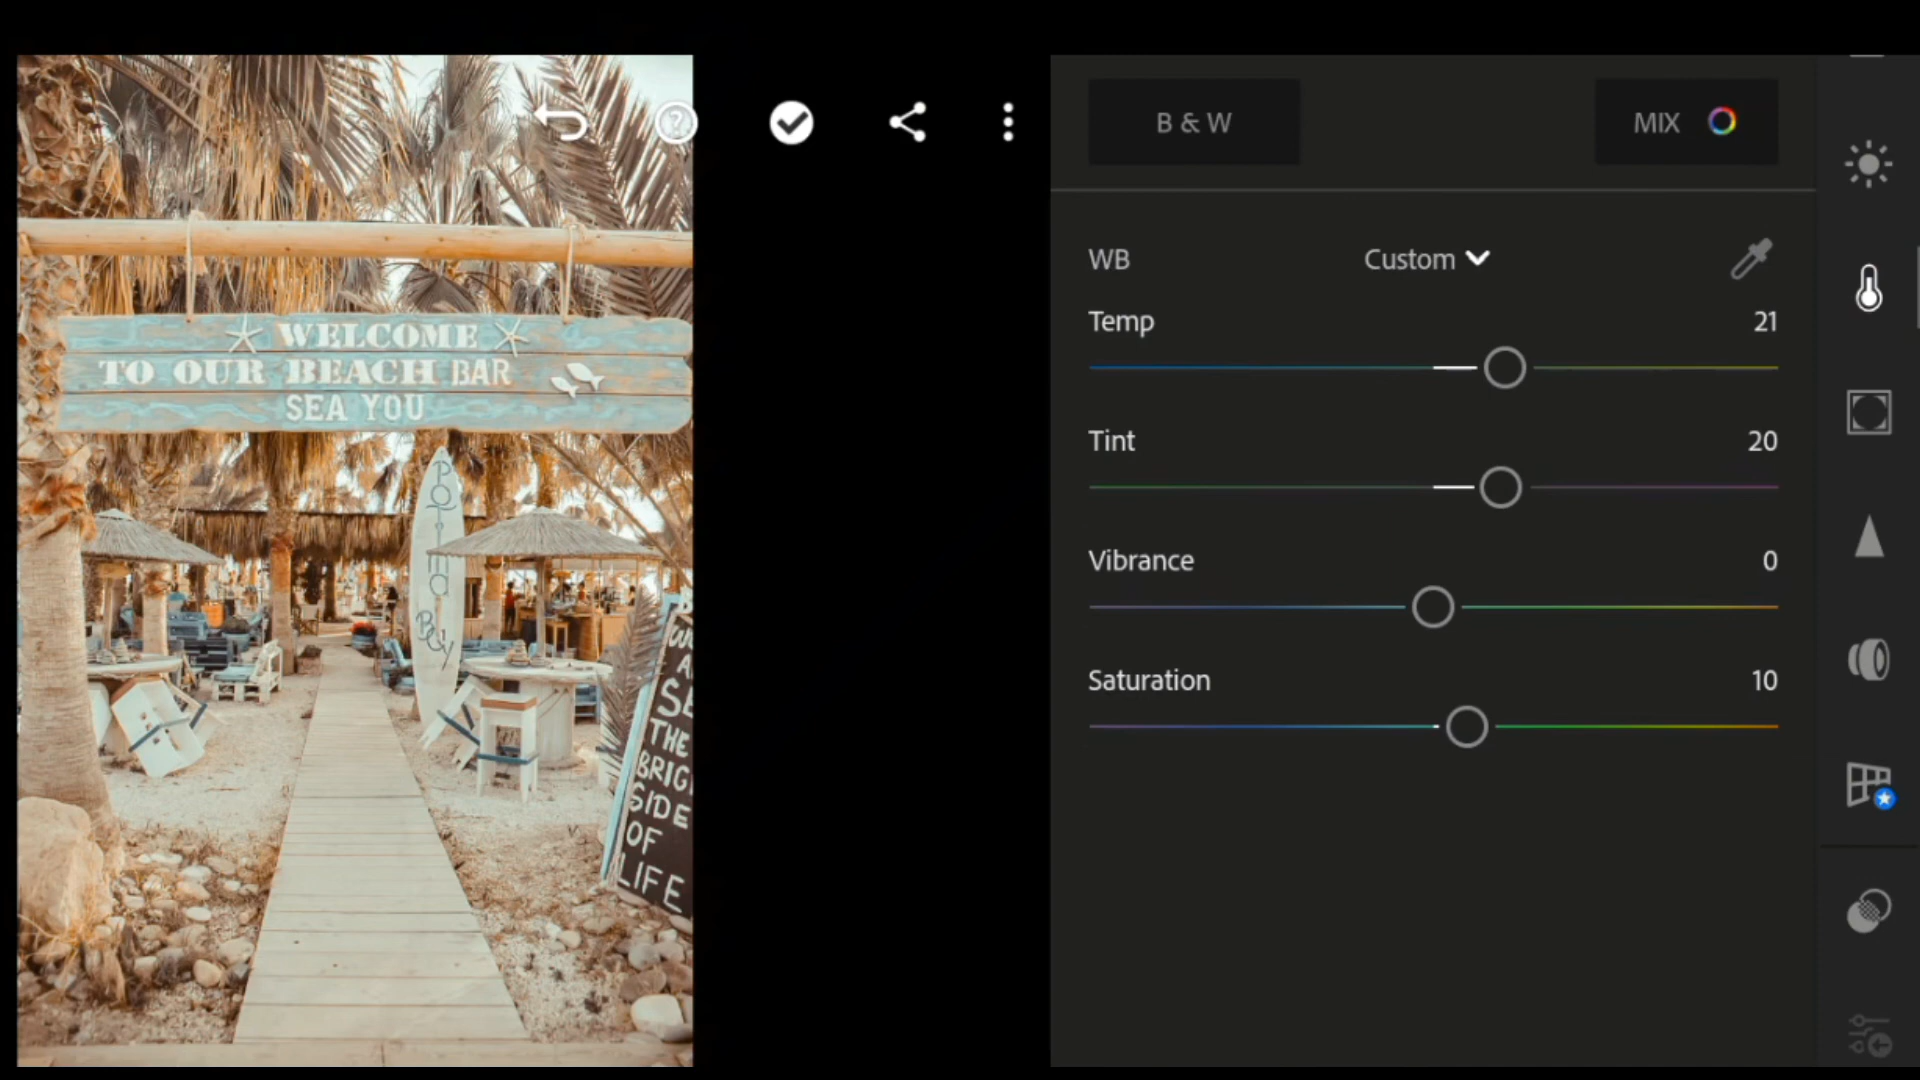 WELCOME
TO OUR BEACH BAR
SEA YOU
SEE
THE
SIDE
OF
LIFE
B & W
MIX
WB
Custom
Temp
21
Tint
20
Vibrance
0
Saturation
10